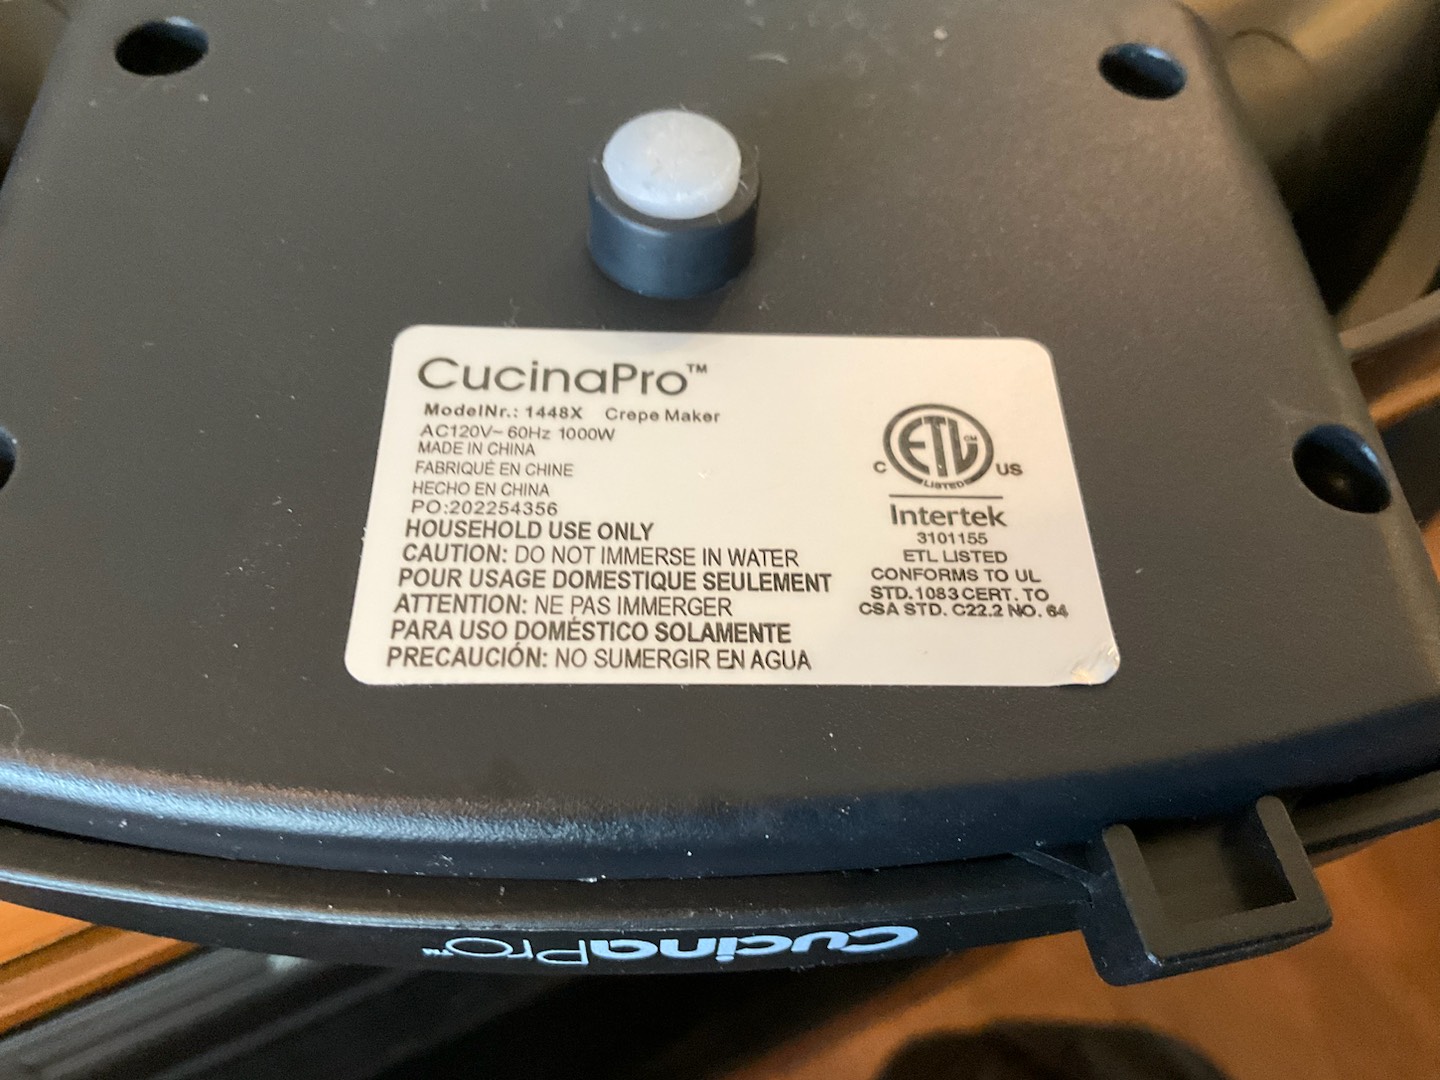 CucinaPro™
ModelNr.: 1448X Crepe Maker
AC120V~ 60Hz 1000W
MADE IN CHINA
FABRIQUÉ EN CHINE
HECHO EN CHINA
PO:202254356
HOUSEHOLD USE ONLY
CAUTION: DO NOT IMMERSE IN WATER
POUR USAGE DOMESTIQUE SEULEMENT
ATTENTION: NE PAS IMMERGER
PARA USO DOMÉSTICO SOLAMENTE
PRECAUCIÓN: NO SUMERGIR EN AGUA
ETL CM
C US
LISTED
Intertek
3101155
ETL LISTED
CONFORMS TO UL
STD.1083 CERT. TO
CSA STD. C22.2 NO. 64
CucinaPro™